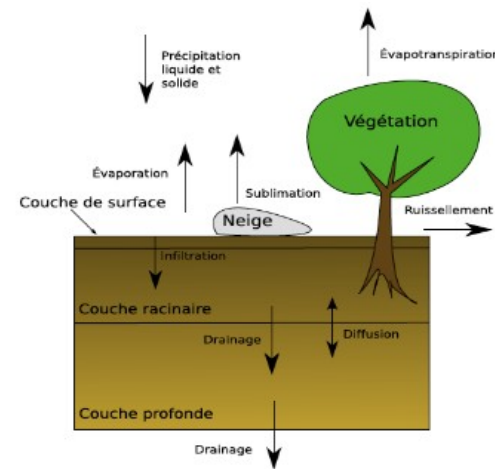 Précipitation
liquide et
solide
Évapotranspiration
Végétation
Évaporation
Sublimation
Couche de surface
Neige
Ruissellement
Infiltration
Couche racinaire
Drainage
Diffusion
Couche profonde
Drainage